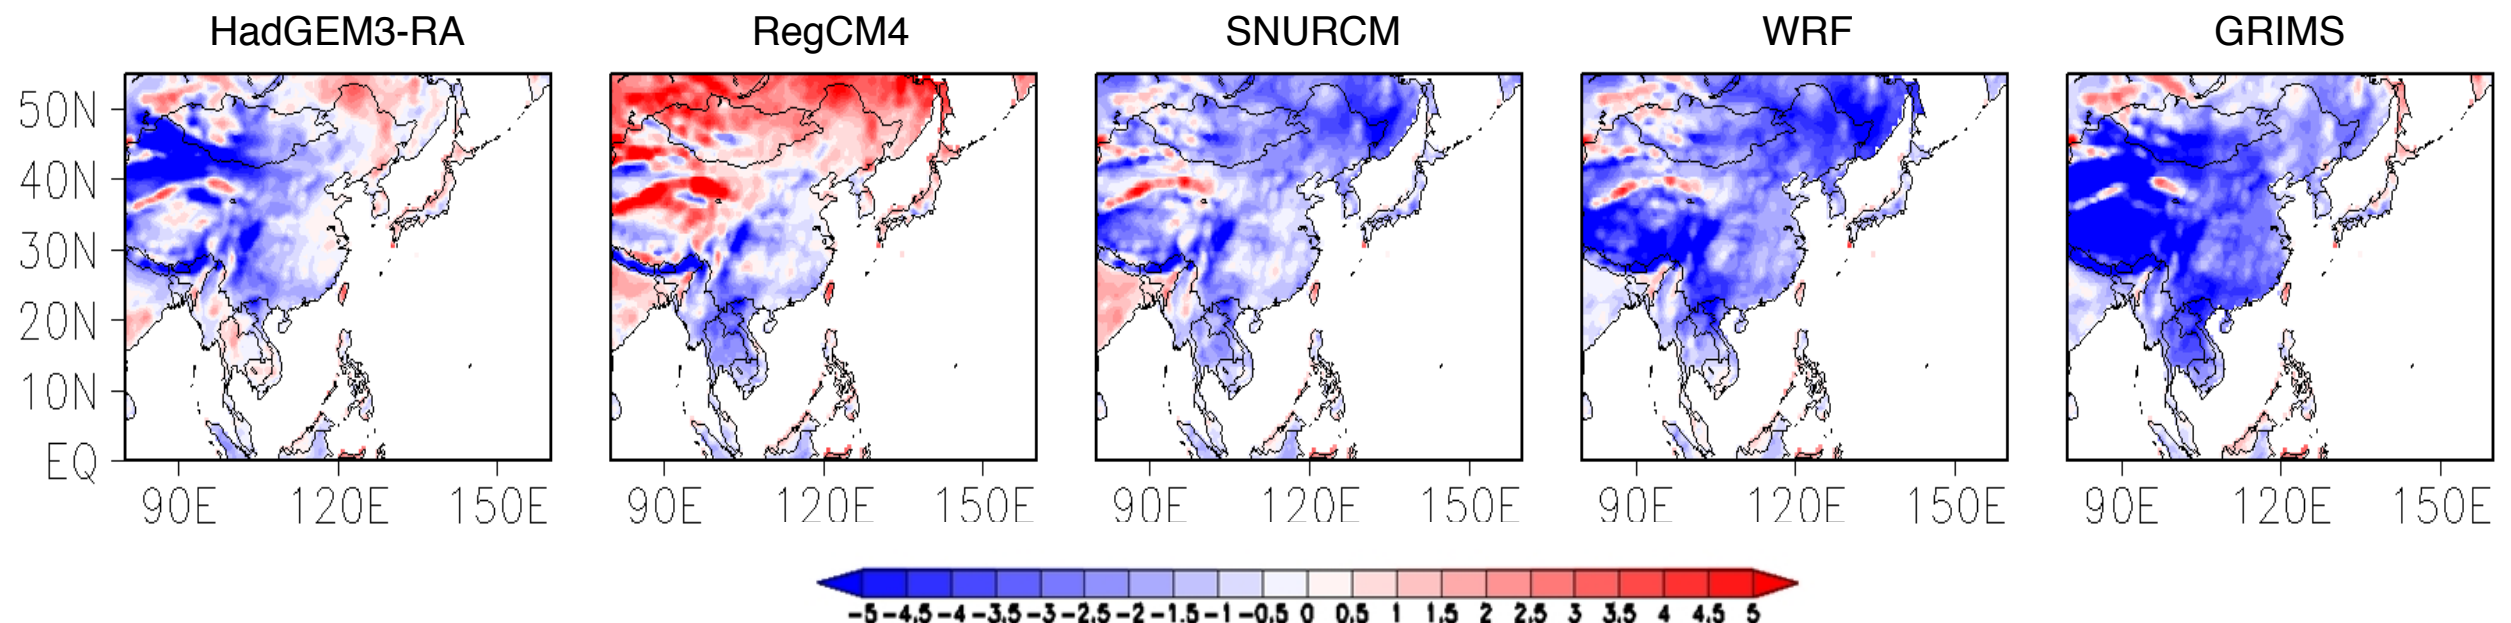 HadGEM3-RA RegCM4 SNURCM WRF GRIMS
50N
40N
30N
20N
10N
EQ
90E 120E 150E 90E 120E 150E 90E 120E 150E 90E 120E 150E 90E 120E 150E
-5 -4.5 -4 -3.5 -3 -2.5 -2 -1.5 -1 -0.5 0 0.5 1 1.5 2 2.5 3 3.5 4 4.5 5